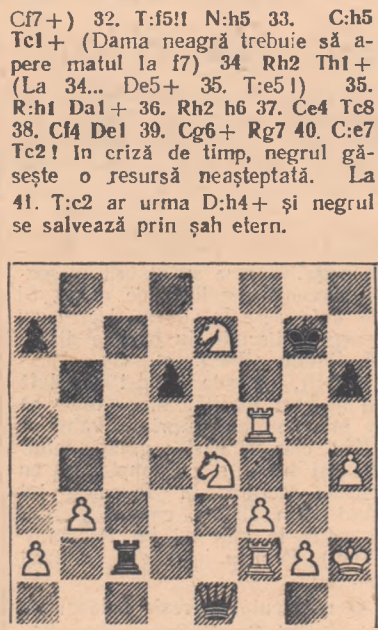 Cf7+) 32. T:f5!! N:h5 33. C:h5
Tc1+ (Dama neagră trebuie să a-
pere matul la f7) 34 Rh2 Th1+
(La 34... De5+ 35. T:e5!) 35.
R:h1 Da1+ 36. Rh2 h6 37. Ce4 Tc8
38. Cf4 De1 39. Cg6+ Rg7 40. C:e7
Tc2! In criză de timp, negrul gă-
sește o resursă neașteptată. La
41. T:c2 ar urma D:h4+ și negrul
se salvează prin șah etern.